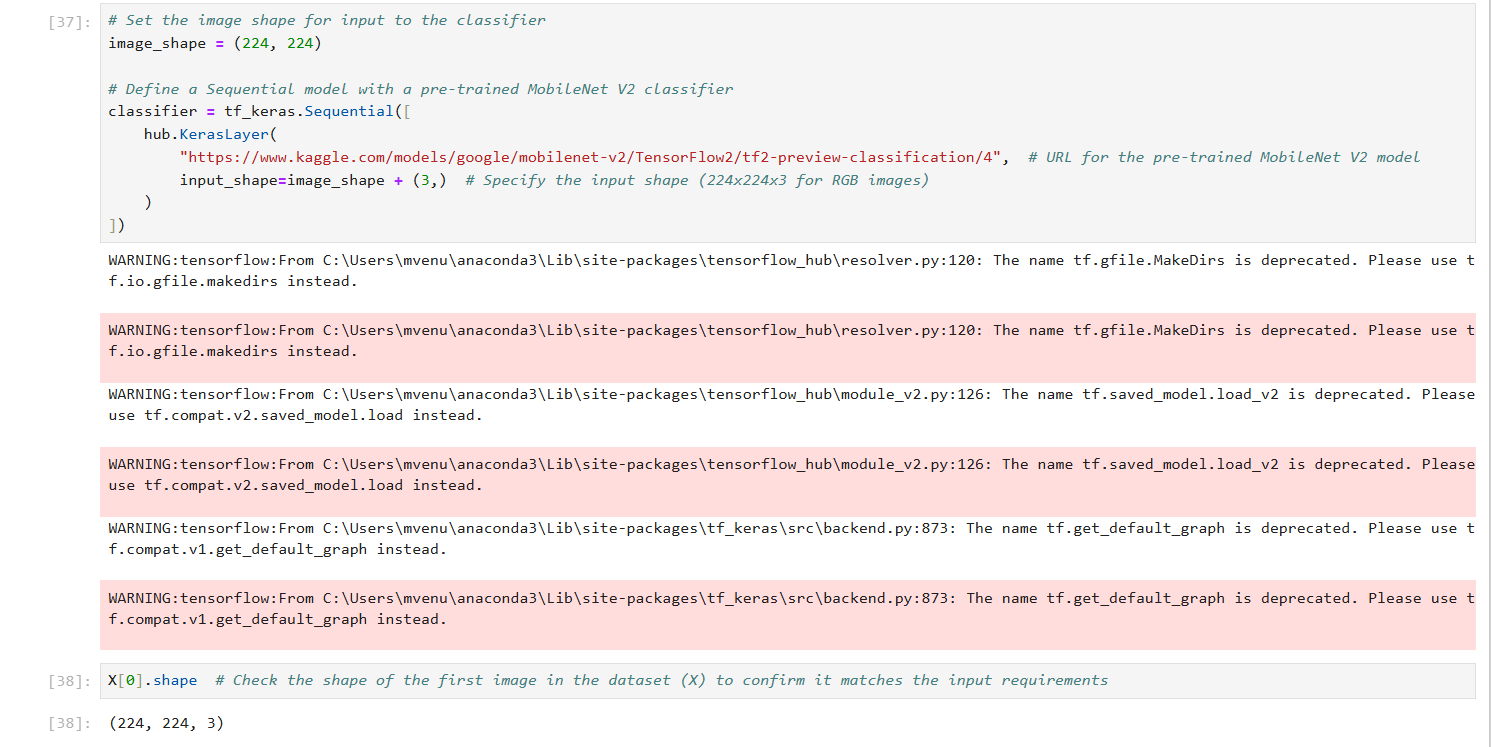 [37]: # Set the image shape for input to the classifier
image_shape = (224, 224)
# Define a Sequential model with a pre-trained MobileNet V2 classifier
classifier = tf_keras.Sequential([
    hub.KerasLayer(
        "https://www.kaggle.com/models/google/mobilenet-v2/TensorFlow2/tf2-preview-classification/4",  # URL for the pre-trained MobileNet V2 model
        input_shape=image_shape + (3,)  # Specify the input shape (224x224x3 for RGB images)
    )
])
WARNING:tensorflow:From C:\Users\mvenu\anaconda3\Lib\site-packages\tensorflow_hub\resolver.py:120: The name tf.gfile.MakeDirs is deprecated. Please use t
f.io.gfile.makedirs instead.
WARNING:tensorflow:From C:\Users\mvenu\anaconda3\Lib\site-packages\tensorflow_hub\resolver.py:120: The name tf.gfile.MakeDirs is deprecated. Please use t
f.io.gfile.makedirs instead.
WARNING:tensorflow:From C:\Users\mvenu\anaconda3\Lib\site-packages\tensorflow_hub\module_v2.py:126: The name tf.saved_model.load_v2 is deprecated. Please
use tf.compat.v2.saved_model.load instead.
WARNING:tensorflow:From C:\Users\mvenu\anaconda3\Lib\site-packages\tensorflow_hub\module_v2.py:126: The name tf.saved_model.load_v2 is deprecated. Please
use tf.compat.v2.saved_model.load instead.
WARNING:tensorflow:From C:\Users\mvenu\anaconda3\Lib\site-packages\tf_keras\src\backend.py:873: The name tf.get_default_graph is deprecated. Please use t
f.compat.v1.get_default_graph instead.
WARNING:tensorflow:From C:\Users\mvenu\anaconda3\Lib\site-packages\tf_keras\src\backend.py:873: The name tf.get_default_graph is deprecated. Please use t
f.compat.v1.get_default_graph instead.
[38]: X[0].shape  # Check the shape of the first image in the dataset (X) to confirm it matches the input requirements
[38]: (224, 224, 3)